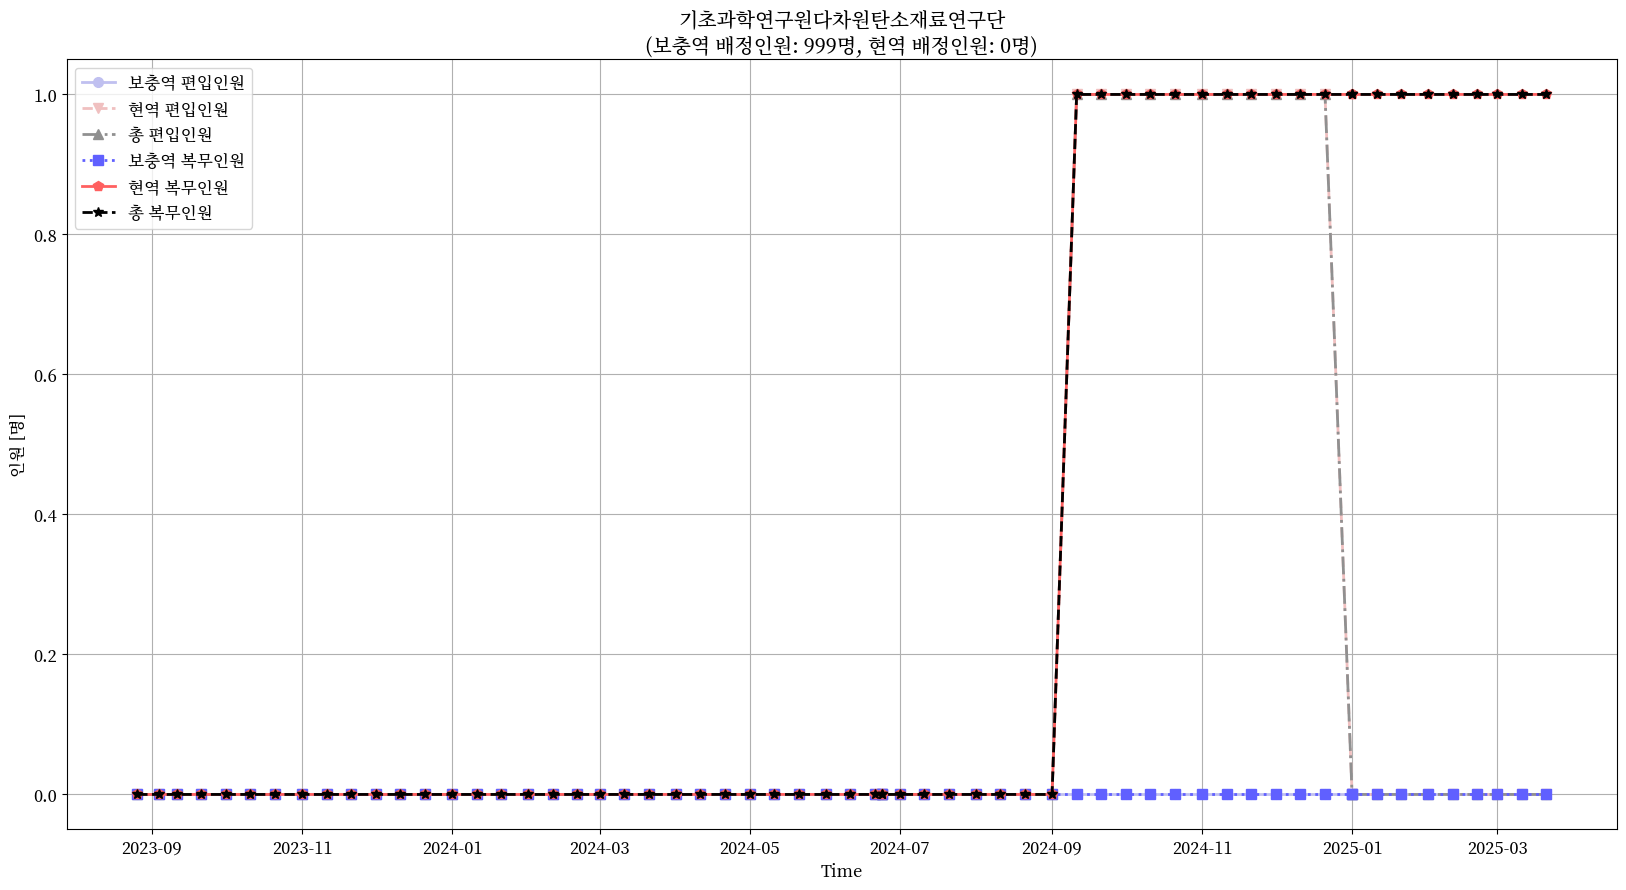 기초과학연구원다차원탄소재료연구단
(보충역 배정인원: 999명, 현역 배정인원: 0명)
보충역 편입인원
현역 편입인원
총 편입인원
보충역 복무인원
현역 복무인원
총 복무인원
인원 [명]
1.0
0.8
0.6
0.4
0.2
0.0
2023-09 2023-11 2024-01 2024-03 2024-05 2024-07 2024-09 2024-11 2025-01 2025-03
Time